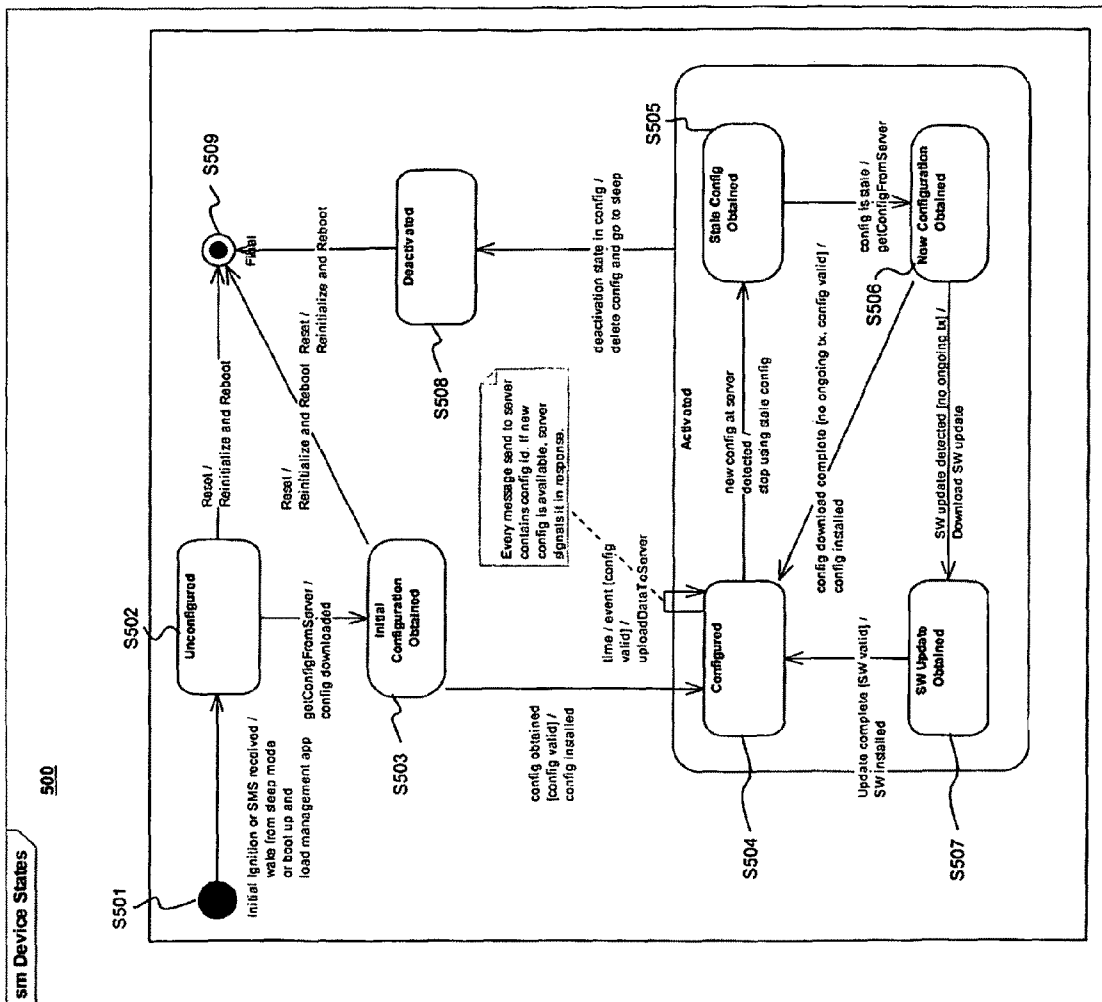 sm Device States
500
S501
Initial Ignition or SMS received /
wake from sleep mode
or boot up and
load management app
S502
Unconfigured
Reset /
Reinitialize and Reboot
S509
Final
getConfigFromServer /
config downloaded
S503
Initial
Configuration
Obtained
Reset /
Reinitialize and Reboot
Reset /
Reinitialize and Reboot
Deactivated
S508
config obtained
[config valid] /
config installed
Every message send to server
contains config id. If new
config is available, server
signals it in response.
deactivation state in config /
delete config and go to sleep
time / event [config
valid] /
uploadDataToServer
Activated
S504
Configured
new config at server
detected /
stop using stale config
S505
Stale Config
Obtained
config is stale /
getConfigFromServer
config download complete [no ongoing tx, config valid] /
config installed
S506
New Configuration
Obtained
Update complete [SW valid] /
SW installed
SW update detected [no ongoing tx] /
Download SW update
S507
SW Update
Obtained